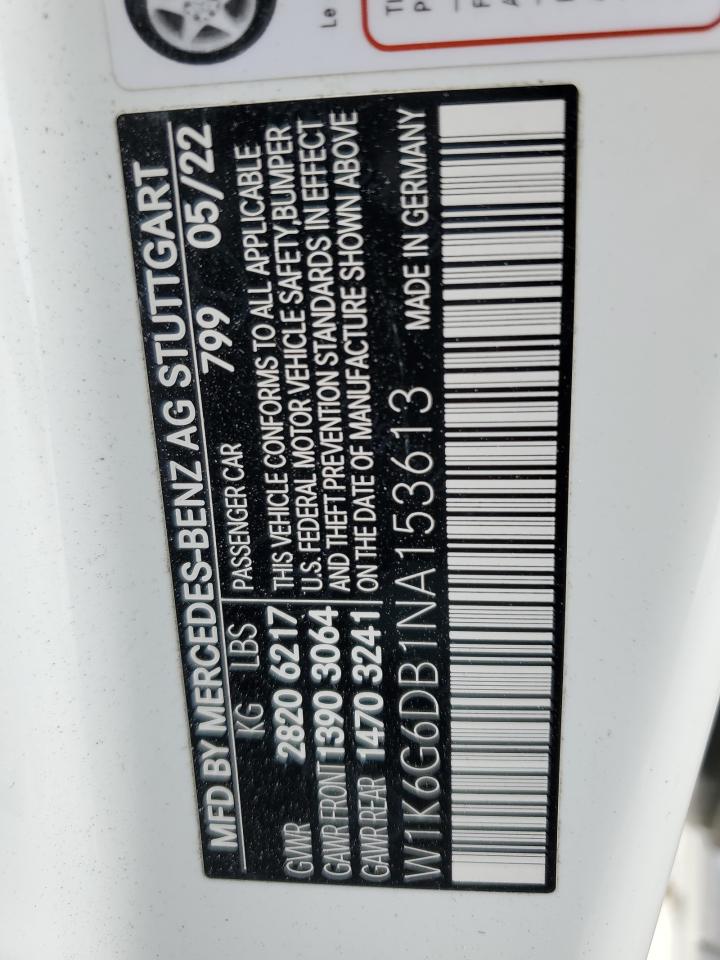 MFD BY MERCEDES-BENZ AG STUTTGART
KG LBS PASSENGER CAR 799 05/22
GVWR 2820 6217 THIS VEHICLE CONFORMS TO ALL APPLICABLE
GAWR FRONT 1390 3064 U.S. FEDERAL MOTOR VEHICLE SAFETY,BUMPER
GAWR REAR 1470 3241 AND THEFT PREVENTION STANDARDS IN EFFECT
ON THE DATE OF MANUFACTURE SHOWN ABOVE
W1K6G6DB1NA153613 MADE IN GERMANY
Le